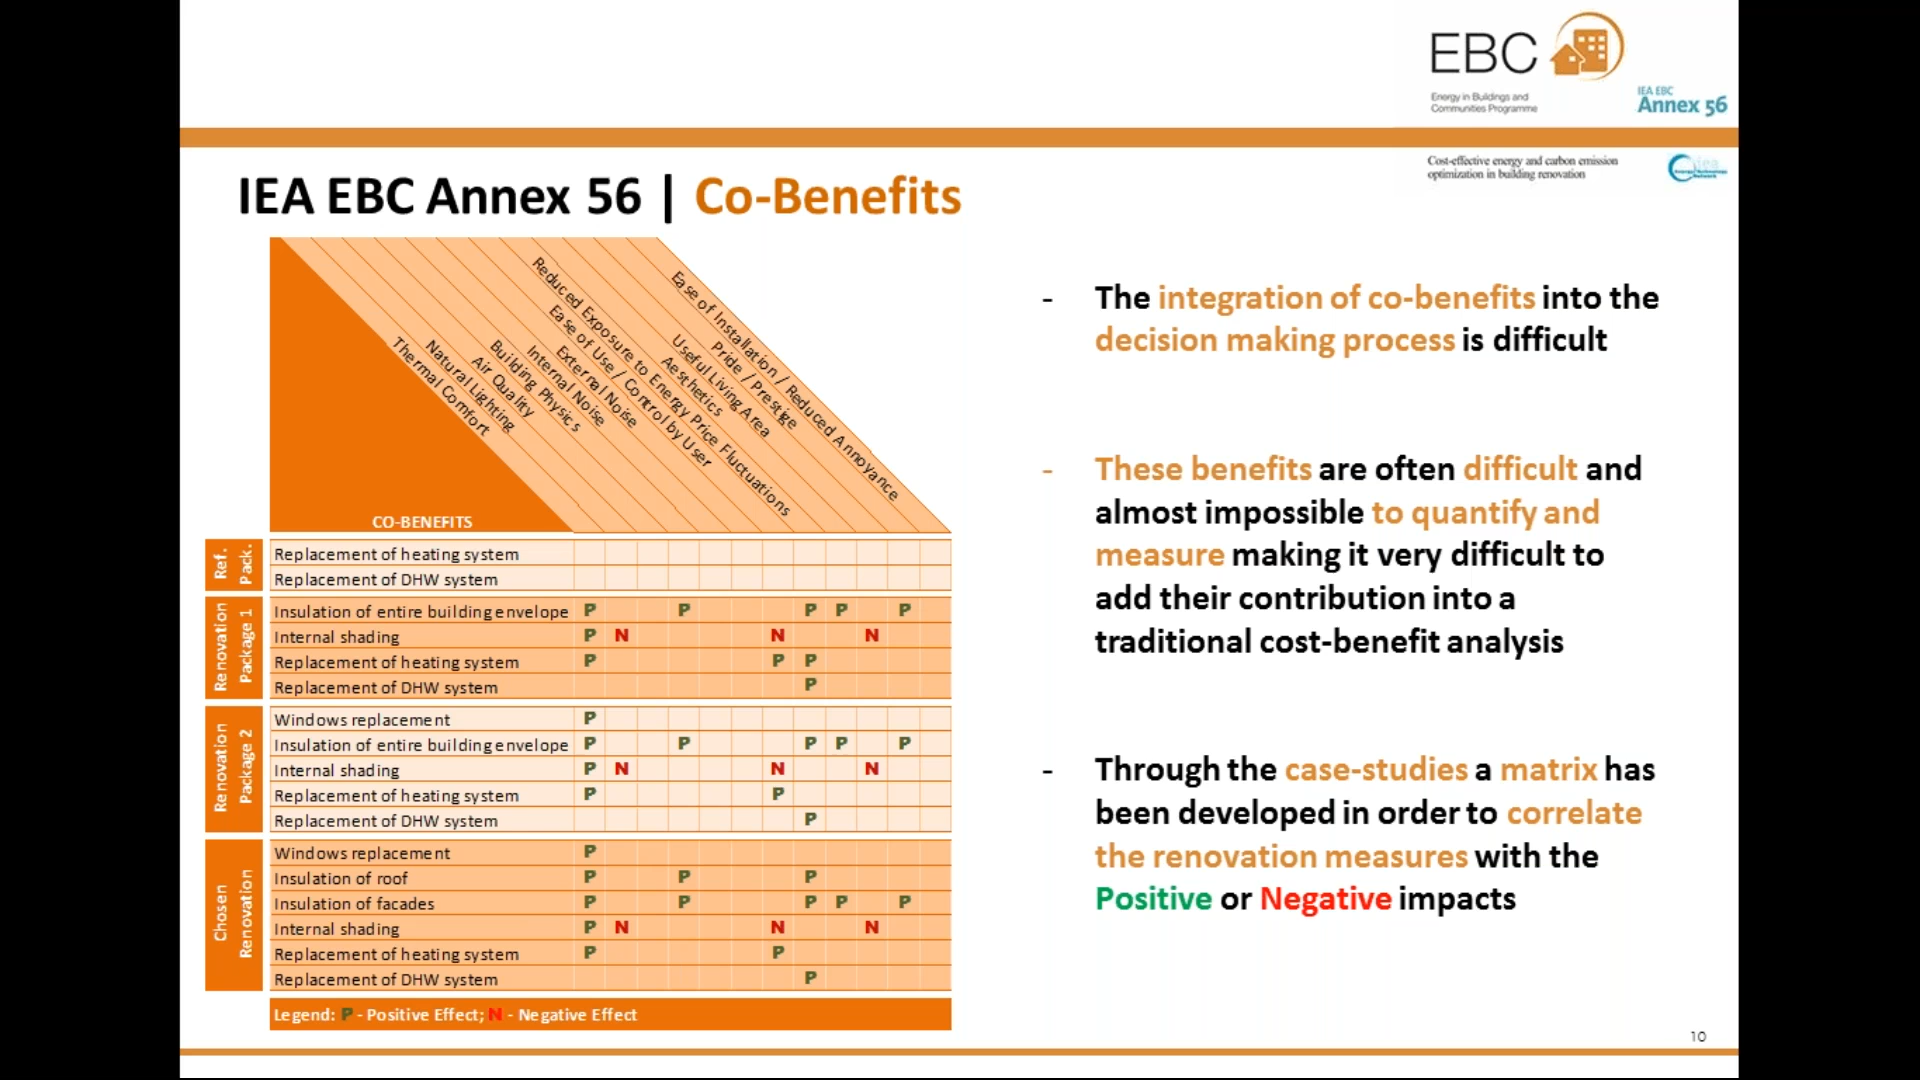 EBC
Energy in Buildings and
Communities Programme
IEA EBC
Annex 56
Cost-effective energy and carbon emission
optimization in building renovation
IEA EBC Annex 56 | Co-Benefits
Thermal Comfort
Natural Lighting
Air Quality
Building Physics
Internal Noise
External Noise
Ease of Use / Control by User
Reduced Exposure to Energy Price Fluctuations
Aesthetics
Useful Living Area
Pride / Prestige
Ease of Installation / Reduced Annoyance
CO-BENEFITS
Ref.
Pack.
Replacement of heating system
Replacement of DHW system
Renovation
Package 1
Insulation of entire building envelope P P P P P
Internal shading P N N N
Replacement of heating system P P P
Replacement of DHW system P
Renovation
Package 2
Windows replacement P
Insulation of entire building envelope P P P P P
Internal shading P N N N
Replacement of heating system P P
Replacement of DHW system P
Chosen
Renovation
Windows replacement P
Insulation of roof P P P
Insulation of facades P P P P P
Internal shading P N N N
Replacement of heating system P P
Replacement of DHW system P
Legend: P - Positive Effect; N - Negative Effect
- The integration of co-benefits into the
decision making process is difficult
- These benefits are often difficult and
almost impossible to quantify and
measure making it very difficult to
add their contribution into a
traditional cost-benefit analysis
- Through the case-studies a matrix has
been developed in order to correlate
the renovation measures with the
Positive or Negative impacts
10